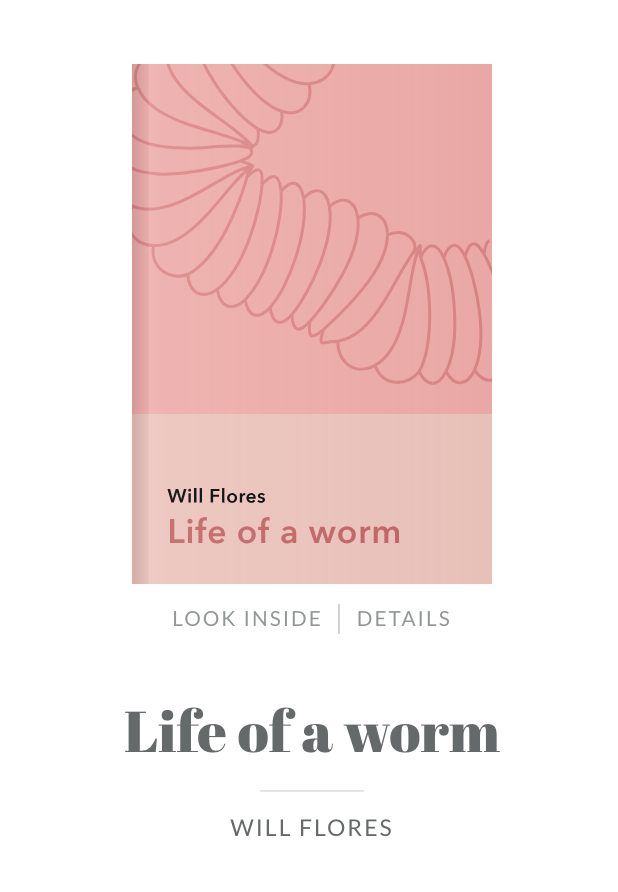 Will Flores
Life of a worm
LOOK INSIDE | DETAILS
Life of a worm
WILL FLORES